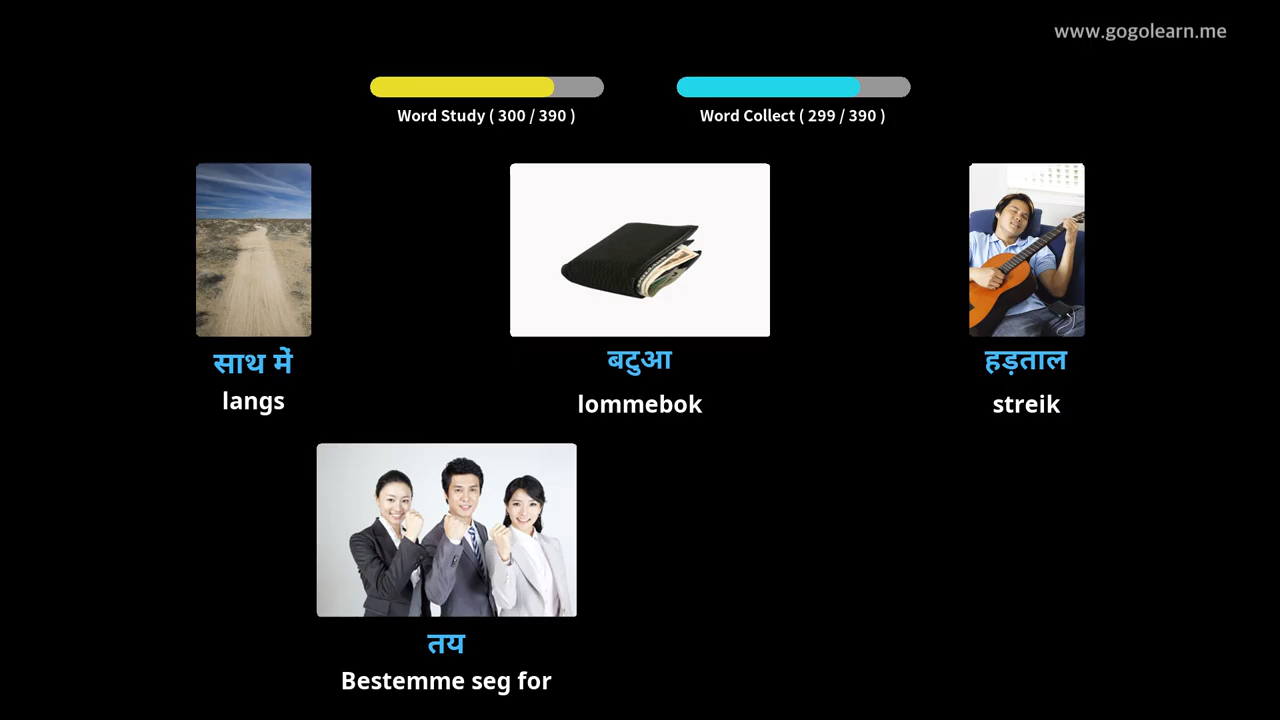 www.gogolearn.me
Word Study ( 300 / 390 )
Word Collect ( 299 / 390 )
साथ में
langs
बटुआ
lommebok
हड़ताल
streik
तय
Bestemme seg for